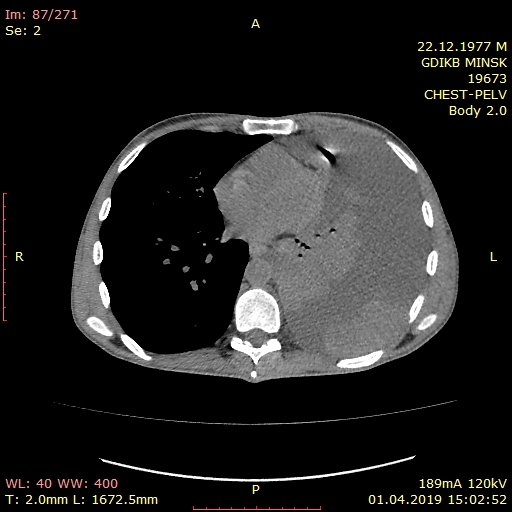 Im: 87/271
Se: 2
A
22.12.1977 M
GDIKB MINSK
19673
CHEST-PELV
Body 2.0
R
L
WL: 40 WW: 400
T: 2.0mm L: 1672.5mm
P
189mA 120kV
01.04.2019 15:02:52